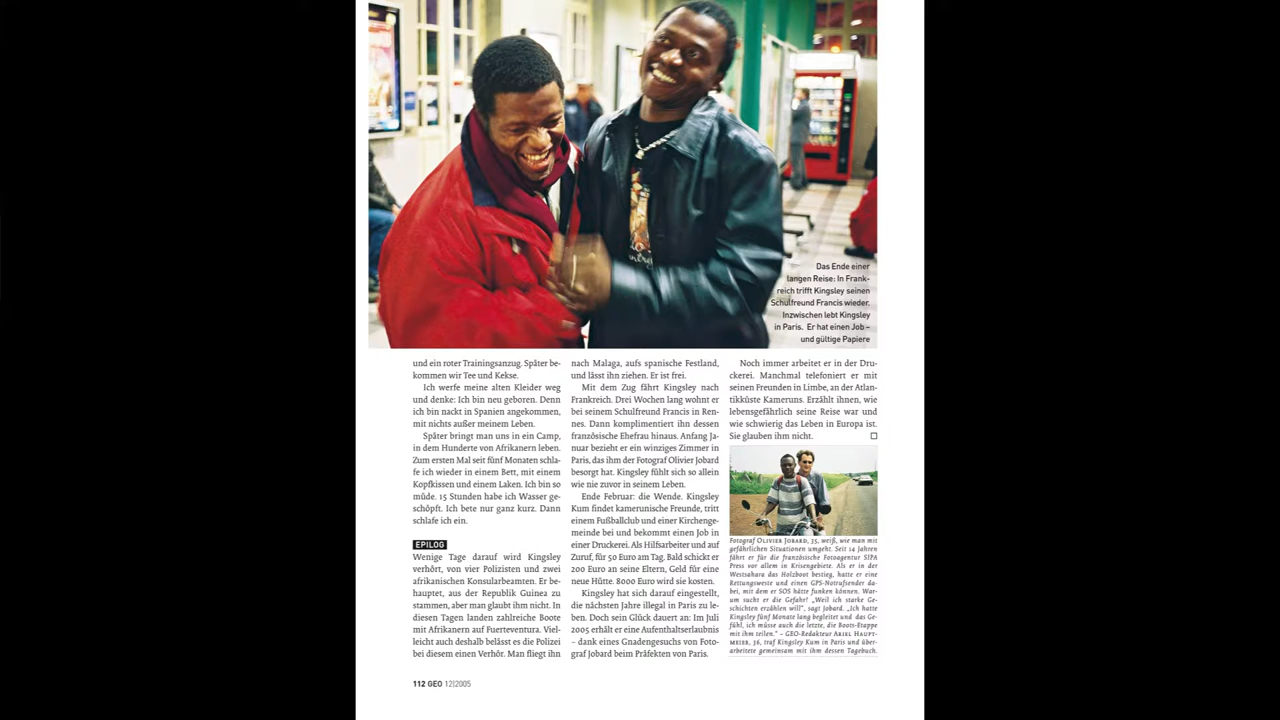 Das Ende einer
langen Reise: In Frank-
reich trifft Kingsley seinen
Schulfreund Francis wieder.
Inzwischen lebt Kingsley
in Paris. Er hat einen Job –
und gültige Papiere
und ein roter Trainingsanzug. Später be-
kommen wir Tee und Kekse.
Ich werfe meine alten Kleider weg
und denke: Ich bin neu geboren. Denn
ich bin nackt in Spanien angekommen,
mit nichts außer meinem Leben.
Später bringt man uns in ein Camp,
in dem Hunderte von Afrikanern leben.
Zum ersten Mal seit fünf Monaten schla-
fe ich wieder in einem Bett, mit einem
Kopfkissen und einem Laken. Ich bin so
müde. 15 Stunden habe ich Wasser ge-
schöpft. Ich bete nur ganz kurz. Dann
schlafe ich ein.
EPILOG
Wenige Tage darauf wird Kingsley
verhört, von vier Polizisten und zwei
afrikanischen Konsularbeamten. Er be-
hauptet, aus der Republik Guinea zu
stammen, aber man glaubt ihm nicht. In
diesen Tagen landen zahlreiche Boote
mit Afrikanern auf Fuerteventura. Viel-
leicht auch deshalb belässt es die Polizei
bei diesem einen Verhör. Man fliegt ihn
nach Malaga, aufs spanische Festland,
und lässt ihn ziehen. Er ist frei.
Mit dem Zug fährt Kingsley nach
Frankreich. Drei Wochen lang wohnt er
bei seinem Schulfreund Francis in Ren-
nes. Dann komplimentiert ihn dessen
französische Ehefrau hinaus. Anfang Ja-
nuar bezieht er ein winziges Zimmer in
Paris, das ihm der Fotograf Olivier Jobard
besorgt hat. Kingsley fühlt sich so allein
wie nie zuvor in seinem Leben.
Ende Februar: die Wende. Kingsley
Kum findet kamerunische Freunde, tritt
einem Fußballclub und einer Kirchenge-
meinde bei und bekommt einen Job in
einer Druckerei. Als Hilfsarbeiter und auf
Zuruf, für 50 Euro am Tag. Bald schickt er
200 Euro an seine Eltern, Geld für eine
neue Hütte. 8000 Euro wird sie kosten.
Kingsley hat sich darauf eingestellt,
die nächsten Jahre illegal in Paris zu le-
ben. Doch sein Glück dauert an: Im Juli
2005 erhält er eine Aufenthaltserlaubnis
– dank eines Gnadengesuchs von Foto-
graf Jobard beim Präfekten von Paris.
Noch immer arbeitet er in der Dru-
ckerei. Manchmal telefoniert er mit
seinen Freunden in Limbe, an der Atlan-
tikküste Kameruns. Erzählt ihnen, wie
lebensgefährlich seine Reise war und
wie schwierig das Leben in Europa ist.
Sie glauben ihm nicht.
Fotograf OLIVIER JOBARD, 35, weiß, wie man mit
gefährlichen Situationen umgeht. Seit 14 Jahren
fährt er für die französische Fotoagentur SIPA
Press vor allem in Krisengebiete. Als er in der
Westsahara das Holzboot bestieg, hatte er eine
Rettungsweste und einen GPS-Notrufsender da-
bei, mit dem er SOS hätte funken können. War-
um sucht er die Gefahr? „Weil ich starke Ge-
schichten erzählen will“, sagt Jobard. „Ich hatte
Kingsley fünf Monate lang begleitet und das Ge-
fühl, ich müsse auch die letzte, die Boots-Etappe
mit ihm teilen.“ – GEO-Redakteur ARIEL HAUPT-
MEIER, 36, traf Kingsley Kum in Paris und über-
arbeitete gemeinsam mit ihm dessen Tagebuch.
112 GEO 12|2005